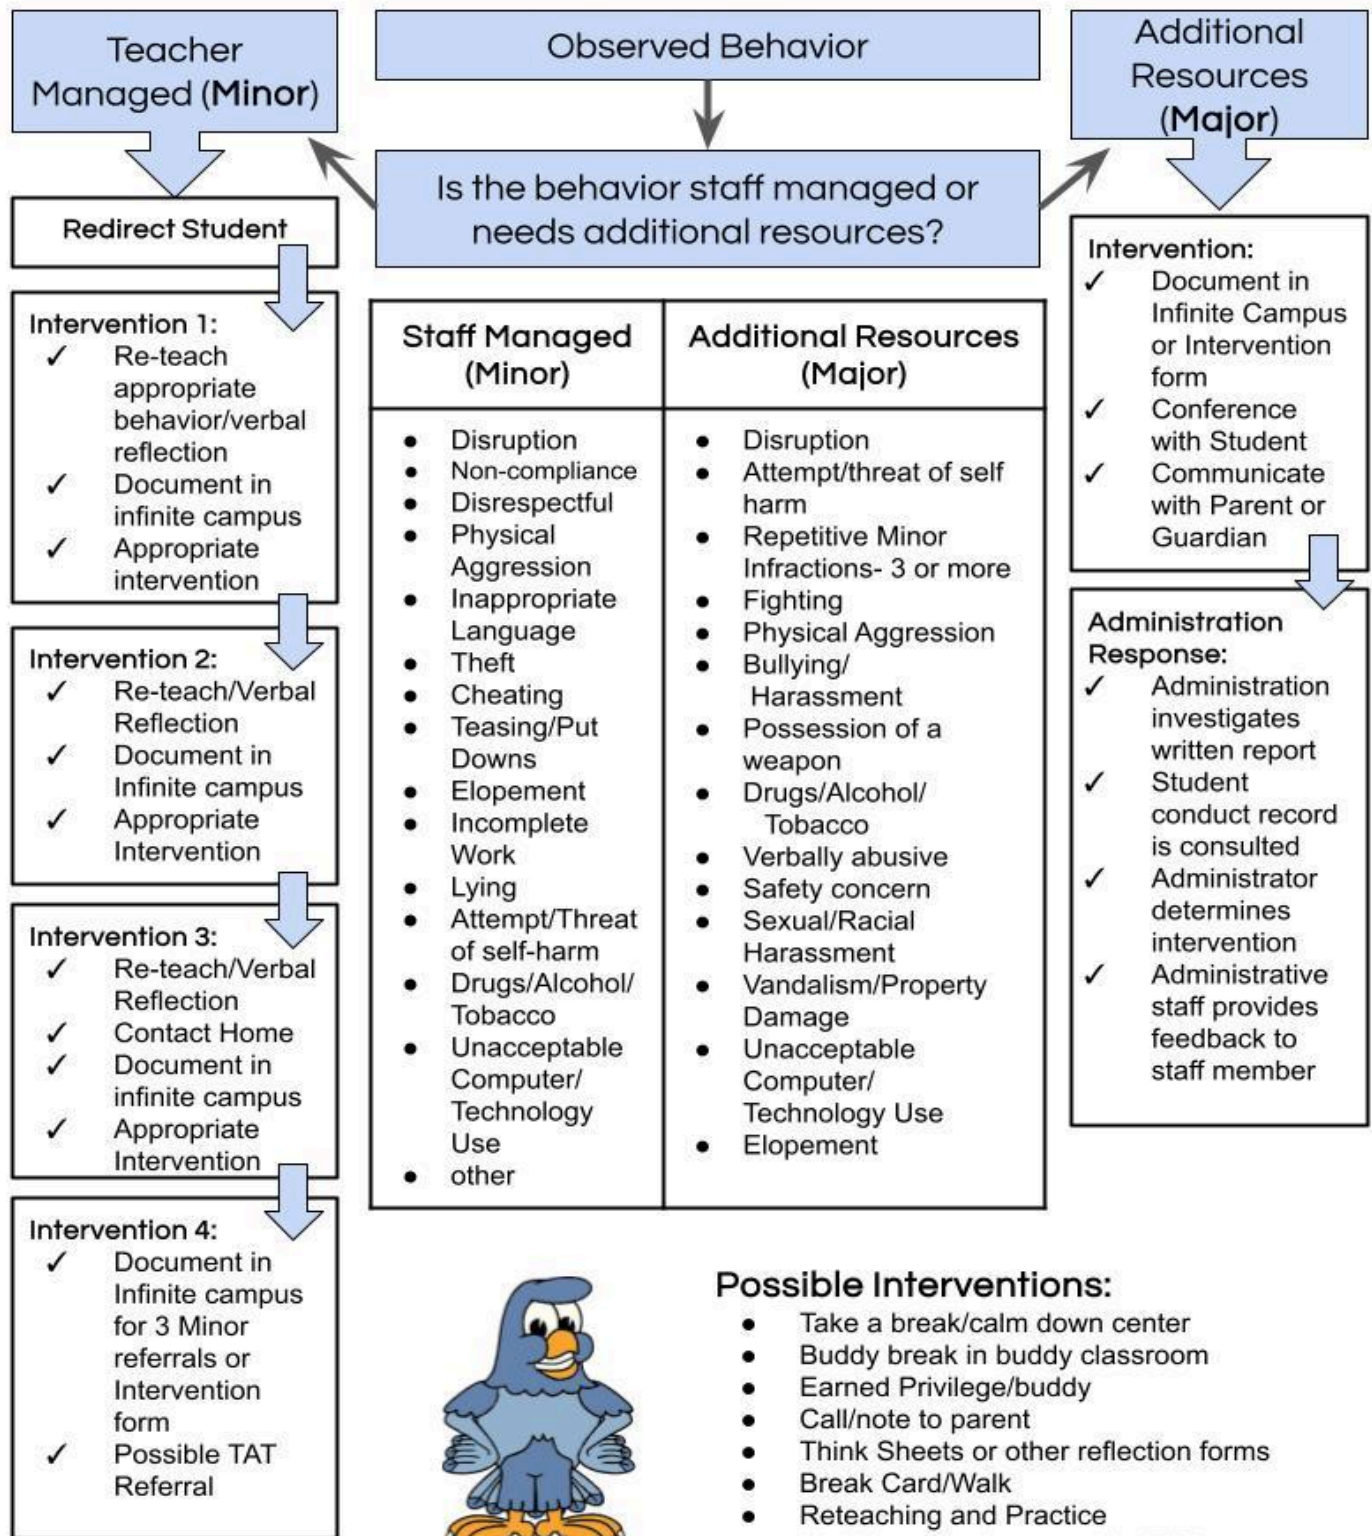 Teacher
Managed (Minor)
Observed Behavior
Additional
Resources
(Major)
Is the behavior staff managed or
needs additional resources?
Redirect Student
Intervention 1:
✓ Re-teach
appropriate
behavior/verbal
reflection
✓ Document in
infinite campus
✓ Appropriate
intervention
Intervention 2:
✓ Re-teach/Verbal
Reflection
✓ Document in
Infinite campus
✓ Appropriate
Intervention
Intervention 3:
✓ Re-teach/Verbal
Reflection
✓ Contact Home
✓ Document in
infinite campus
✓ Appropriate
Intervention
Intervention 4:
✓ Document in
Infinite campus
for 3 Minor
referrals or
Intervention
form
✓ Possible TAT
Referral
Staff Managed
(Minor)
● Disruption
● Non-compliance
● Disrespectful
● Physical
Aggression
● Inappropriate
Language
● Theft
● Cheating
● Teasing/Put
Downs
● Elopement
● Incomplete
Work
● Lying
● Attempt/Threat
of self-harm
● Drugs/Alcohol/
Tobacco
● Unacceptable
Computer/
Technology
Use
● other
Additional Resources
(Major)
● Disruption
● Attempt/threat of self
harm
● Repetitive Minor
Infractions- 3 or more
● Fighting
● Physical Aggression
● Bullying/
Harassment
● Possession of a
weapon
● Drugs/Alcohol/
Tobacco
● Verbally abusive
● Safety concern
● Sexual/Racial
Harassment
● Vandalism/Property
Damage
● Unacceptable
Computer/
Technology Use
● Elopement
Intervention:
✓ Document in
Infinite Campus
or Intervention
form
✓ Conference
with Student
✓ Communicate
with Parent or
Guardian
Administration
Response:
✓ Administration
investigates
written report
✓ Student
conduct record
is consulted
✓ Administrator
determines
intervention
✓ Administrative
staff provides
feedback to
staff member
Possible Interventions:
● Take a break/calm down center
● Buddy break in buddy classroom
● Earned Privilege/buddy
● Call/note to parent
● Think Sheets or other reflection forms
● Break Card/Walk
● Reteaching and Practice